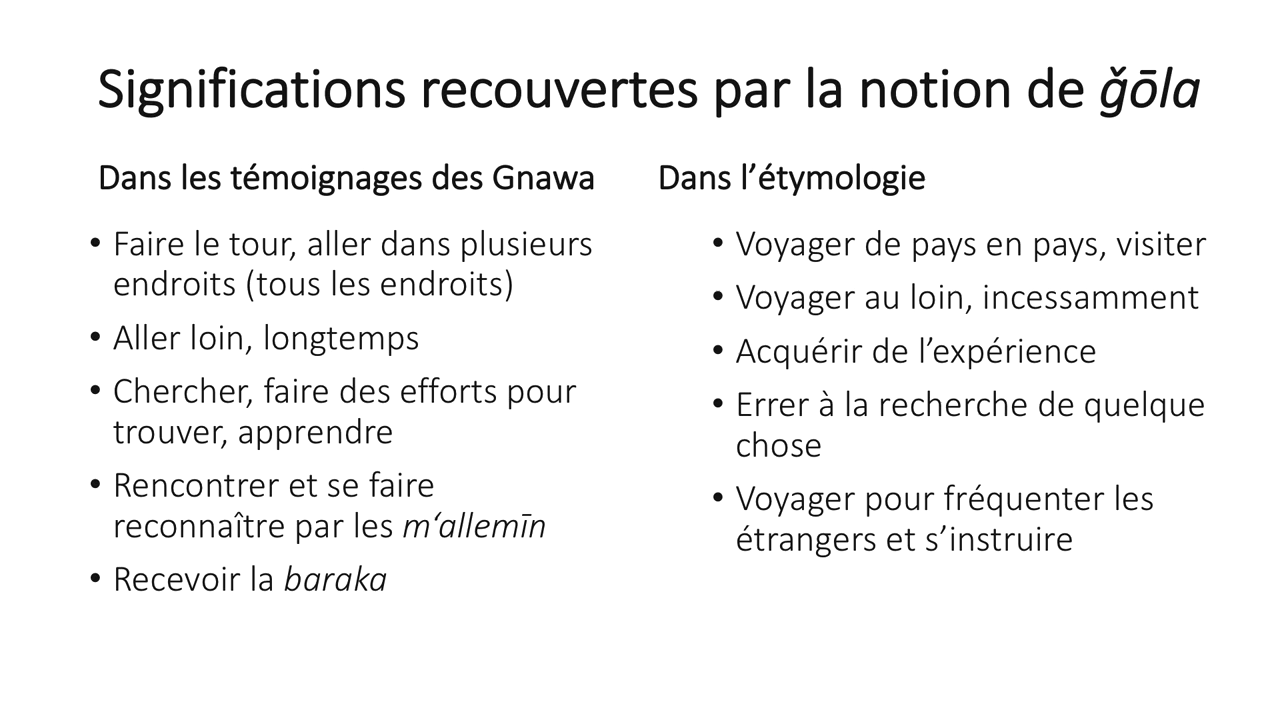 Significations recouvertes par la notion de ǧōla
Dans les témoignages des Gnawa
• Faire le tour, aller dans plusieurs
endroits (tous les endroits)
• Aller loin, longtemps
• Chercher, faire des efforts pour
trouver, apprendre
• Rencontrer et se faire
reconnaître par les m‘allemīn
• Recevoir la baraka
Dans l’étymologie
• Voyager de pays en pays, visiter
• Voyager au loin, incessamment
• Acquérir de l’expérience
• Errer à la recherche de quelque
chose
• Voyager pour fréquenter les
étrangers et s’instruire